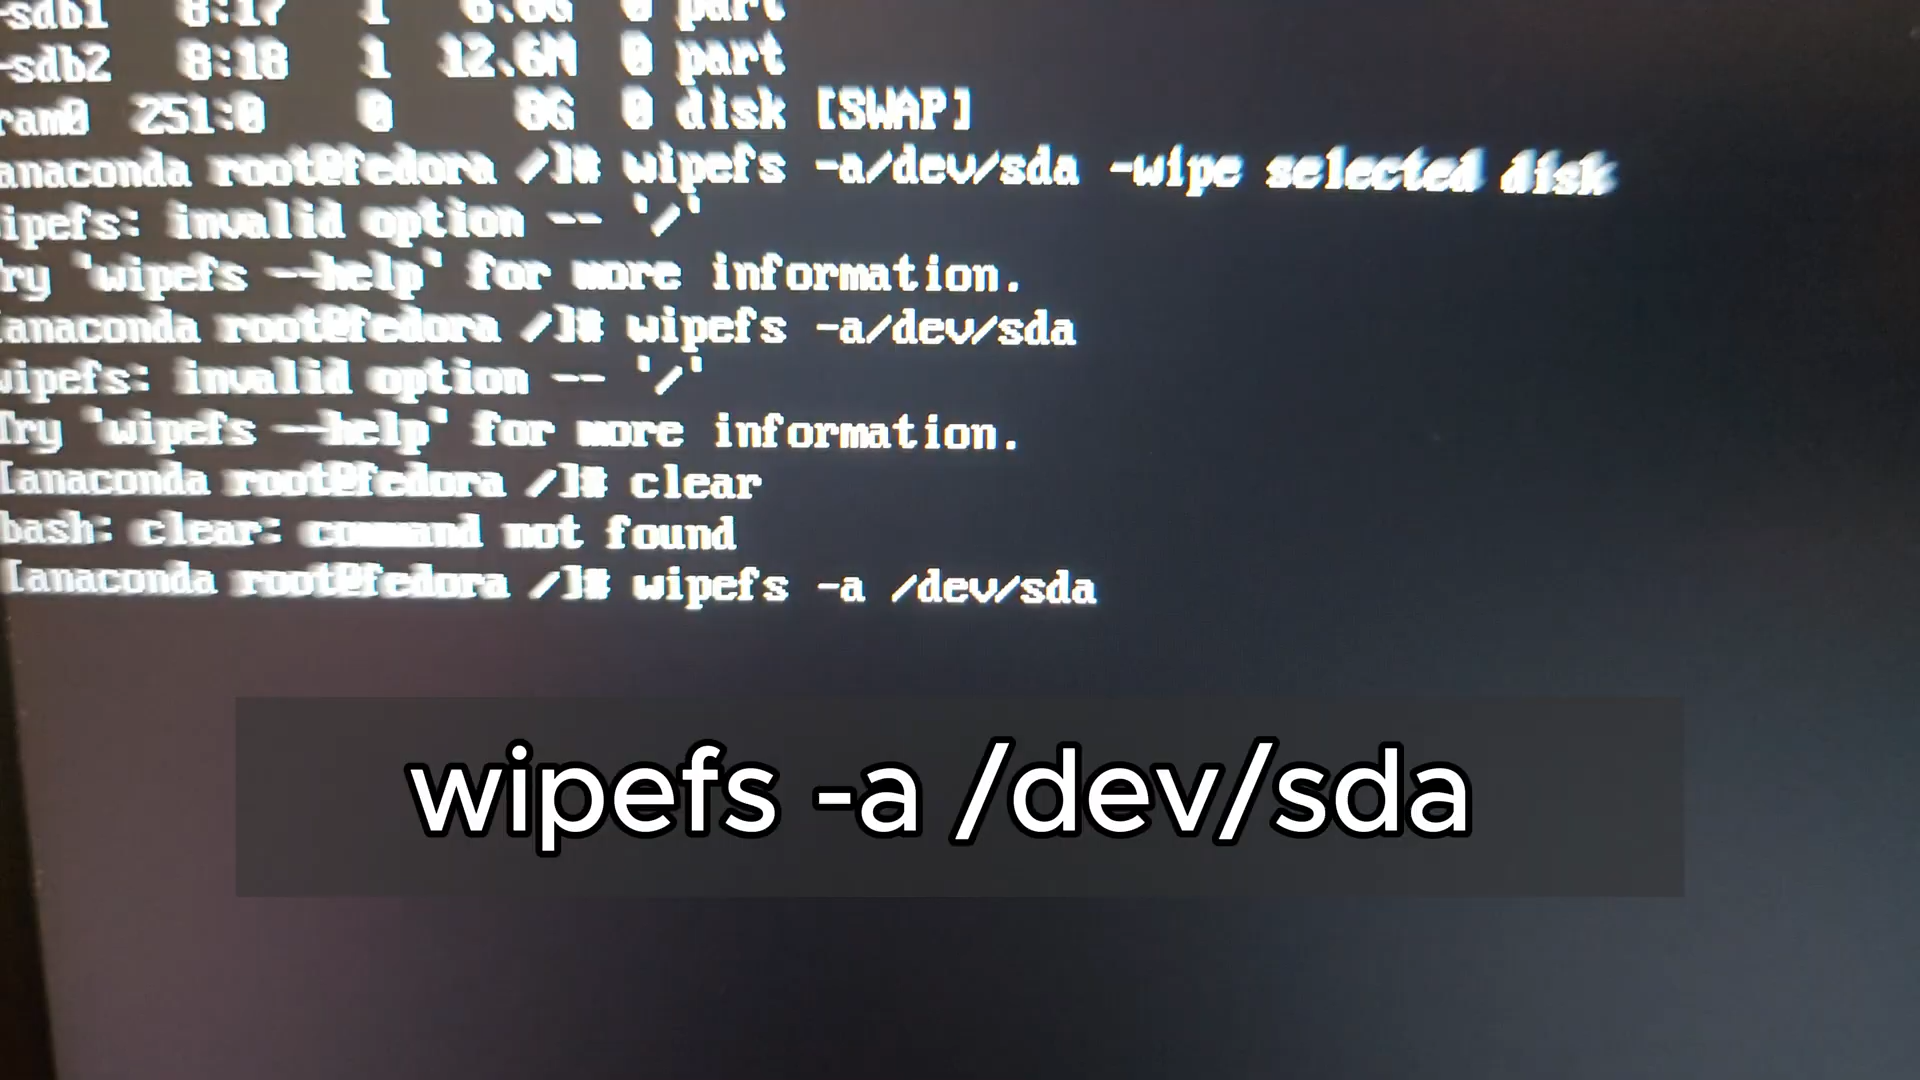 -sdb1 8:17 1 6.6G 0 part
-sdb2 8:18 1 12.6M 0 part
ram0 251:0 0 8G 0 disk [SWAP]
anaconda root@fedora /]# wipefs -a/dev/sda -wipe selected disk
ipefs: invalid option -- '/'
ry 'wipefs --help' for more information.
[anaconda root@fedora /]# wipefs -a/dev/sda
wipefs: invalid option -- '/'
Try 'wipefs --help' for more information.
[anaconda root@fedora /]# clear
bash: clear: command not found
[anaconda root@fedora /]# wipefs -a /dev/sda
wipefs -a /dev/sda